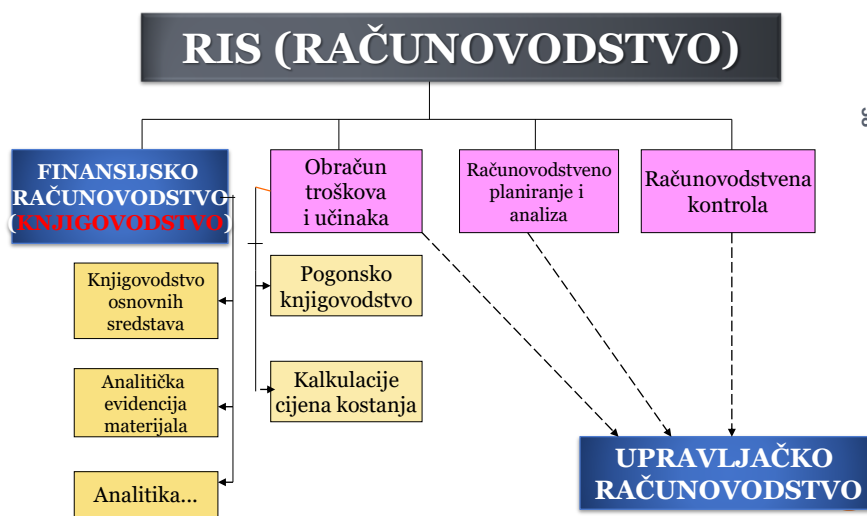 RIS (RAČUNOVODSTVO)
FINANSIJSKO
RAČUNOVODSTVO
(KNJIGOVODSTVO)
Obračun
troškova
i učinaka
Računovodstveno
planiranje i
analiza
Računovodstvena
kontrola
Knjigovodstvo
osnovnih
sredstava
Pogonsko
knjigovodstvo
Analitička
evidencija
materijala
Kalkulacije
cijena kostanja
Analitika...
UPRAVLJAČKO
RAČUNOVODSTVO